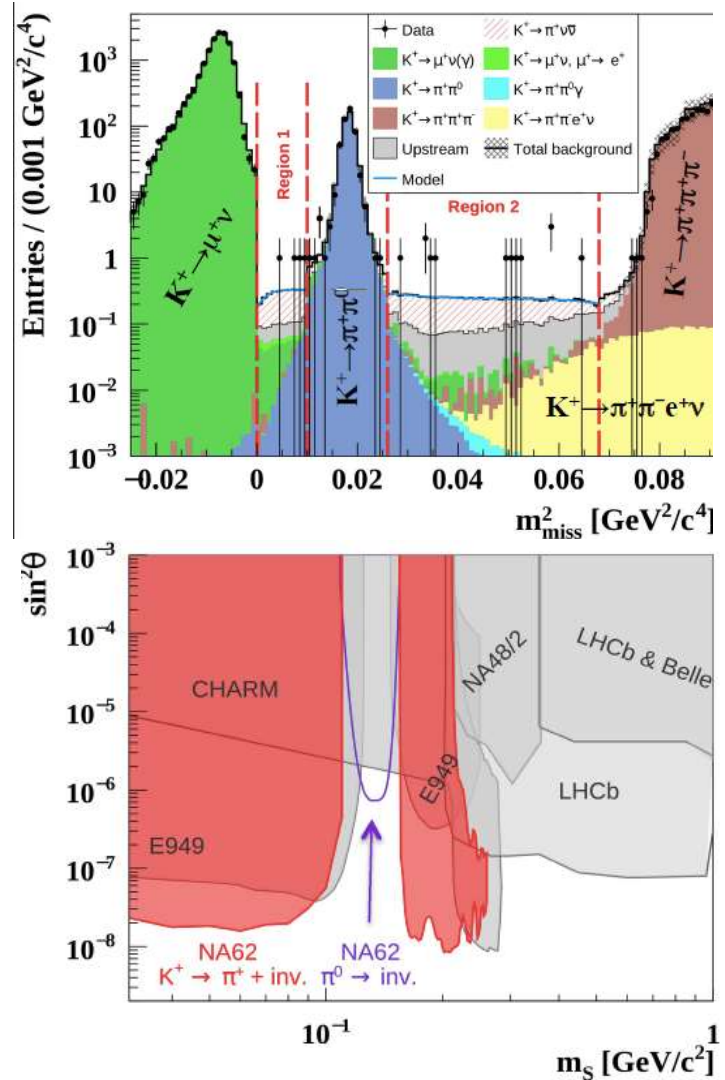 Entries / (0.001 GeV²/c⁴)
10³
10²
10
1
10⁻¹
10⁻²
10⁻³
Data
K⁺→π⁺νν̄
K⁺→μ⁺ν(γ)
K⁺→μ⁺ν, μ⁺→ e⁺
K⁺→π⁺π⁰
K⁺→π⁺π⁰γ
K⁺→π⁺π⁺π⁻
K⁺→π⁺π⁻e⁺ν
Upstream
Total background
Model
Region 1
Region 2
K⁺→μ⁺ν
K⁺→π⁺π⁰
K⁺→π⁺π⁺π⁻
K⁺→π⁺π⁻e⁺ν
−0.02 0 0.02 0.04 0.06 0.08
m²miss [GeV²/c⁴]
sin²θ
10⁻³
10⁻⁴
10⁻⁵
10⁻⁶
10⁻⁷
10⁻⁸
CHARM
NA48/2
LHCb & Belle
E949
LHCb
E949
NA62 NA62
K⁺ → π⁺ + inv. π⁰ → inv.
10⁻¹ 1
mS [GeV/c²]